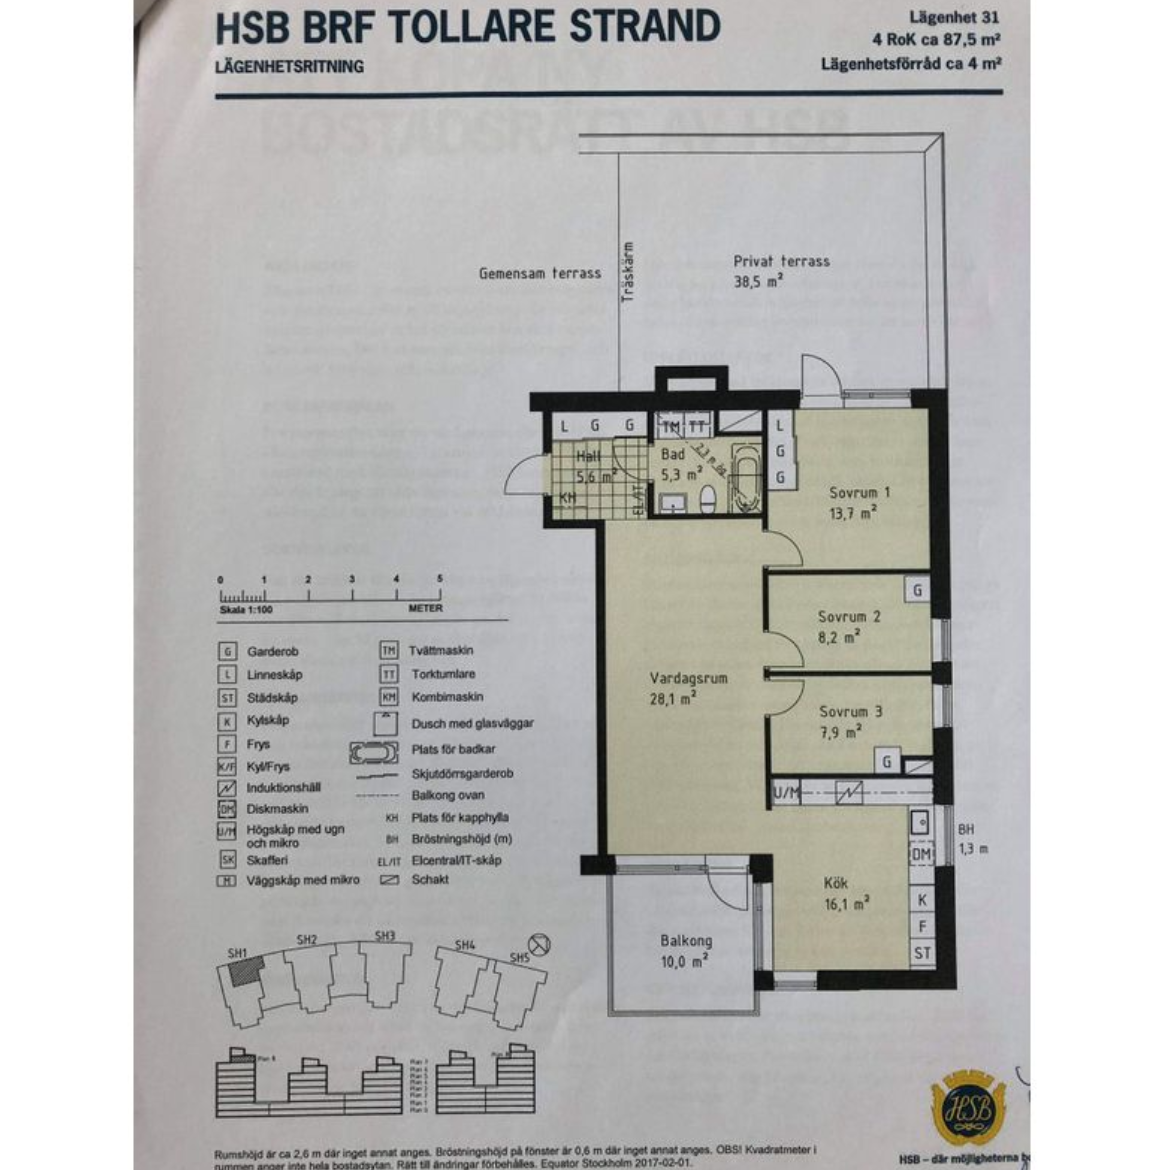 HSB BRF TOLLARE STRAND
LÄGENHETSRITNING
Lägenhet 31
4 RoK ca 87,5 m²
Lägenhetsförråd ca 4 m²
Gemensam terrass
Träskärm
Privat terrass
38,5 m²
L G G
TM TT
L
G
G
Hall
5,6 m²
KH
EL/IT
Bad
5,3 m²
Sovrum 1
13,7 m²
G
Sovrum 2
8,2 m²
Vardagsrum
28,1 m²
Sovrum 3
7,9 m²
G
U/M
DM
BH
1,3 m
Kök
16,1 m²
K
F
ST
Balkong
10,0 m²
0 1 2 3 4 5
Skala 1:100 METER
G Garderob
L Linneskåp
ST Städskåp
K Kylskåp
F Frys
K/F Kyl/Frys
Induktionshäll
DM Diskmaskin
U/M Högskåp med ugn
och mikro
SK Skafferi
M Väggskåp med mikro
TM Tvättmaskin
TT Torktumlare
KM Kombimaskin
Dusch med glasväggar
Plats för badkar
Skjutdörrsgarderob
Balkong ovan
KH Plats för kapphylla
BH Bröstningshöjd (m)
EL/IT Elcentral/IT-skåp
Schakt
SH1
SH2
SH3
SH4
SH5
HSB
Rumshöjd är ca 2,6 m där inget annat anges. Bröstningshöjd på fönster är 0,6 m där inget annat anges. OBS! Kvadratmeter i
rummen anger inte hela bostadsytan. Rätt till ändringar förbehålles. Equator Stockholm 2017-02-01.
HSB – där möjligheterna